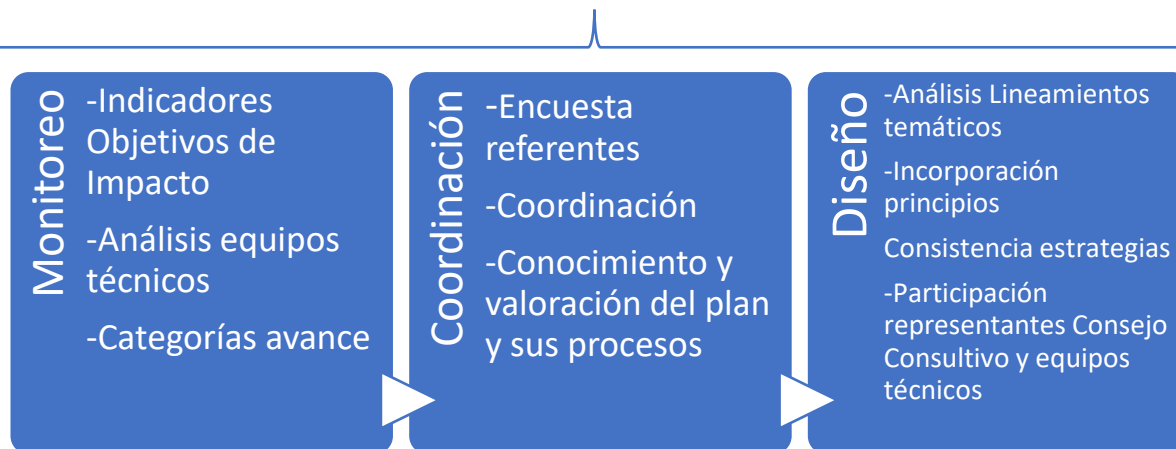 Monitoreo
-Indicadores
Objetivos de
Impacto
-Análisis equipos
técnicos
-Categorías avance
Coordinación
-Encuesta
referentes
-Coordinación
-Conocimiento y
valoración del plan
y sus procesos
Diseño
-Análisis Lineamientos
temáticos
-Incorporación
principios
Consistencia estrategias
-Participación
representantes Consejo
Consultivo y equipos
técnicos